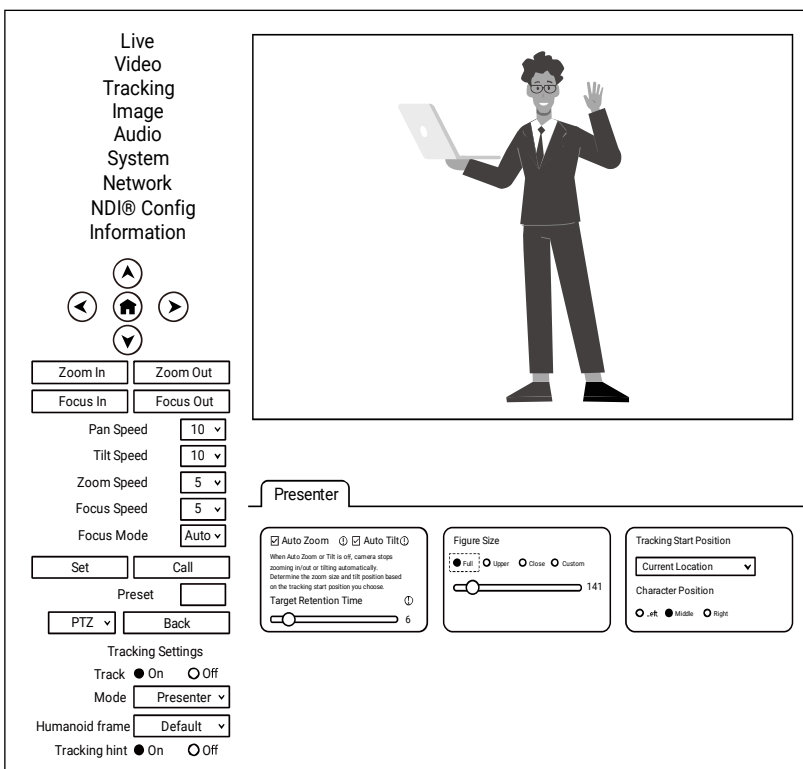 Live
Video
Tracking
Image
Audio
System
Network
NDI® Config
Information
Zoom In Zoom Out
Focus In Focus Out
Pan Speed 10
Tilt Speed 10
Zoom Speed 5
Focus Speed 5
Focus Mode Auto
Set Call
Preset
PTZ Back
Tracking Settings
Track On Off
Mode Presenter
Humanoid frame Default
Tracking hint On Off
Presenter
Auto Zoom Auto Tilt
When Auto Zoom or Tilt is off, camera stops
zooming in/out or tilting automatically.
Determine the zoom size and tilt position based
on the tracking start position you choose.
Target Retention Time
6
Figure Size
Full Upper Close Custom
141
Tracking Start Position
Current Location
Character Position
Left Middle Right